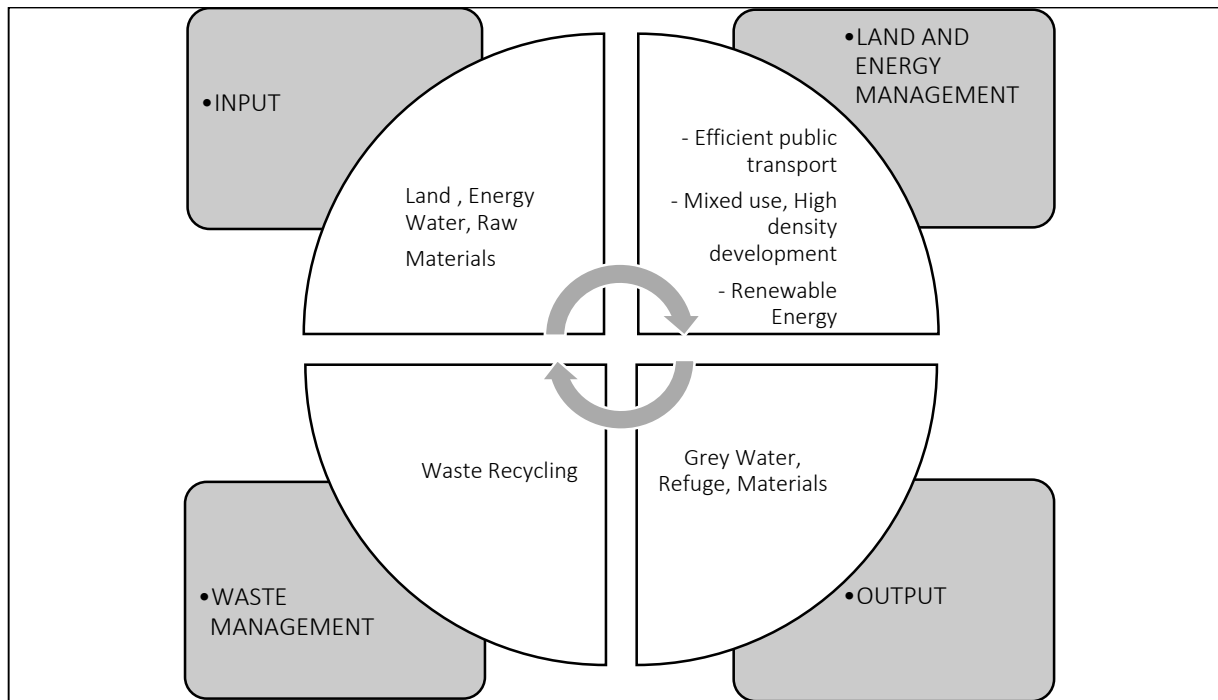 •INPUT
Land , Energy
Water, Raw
Materials
•LAND AND
ENERGY
MANAGEMENT
- Efficient public
transport
- Mixed use, High
density
development
- Renewable
Energy
Waste Recycling
•WASTE
MANAGEMENT
Grey Water,
Refuge, Materials
•OUTPUT